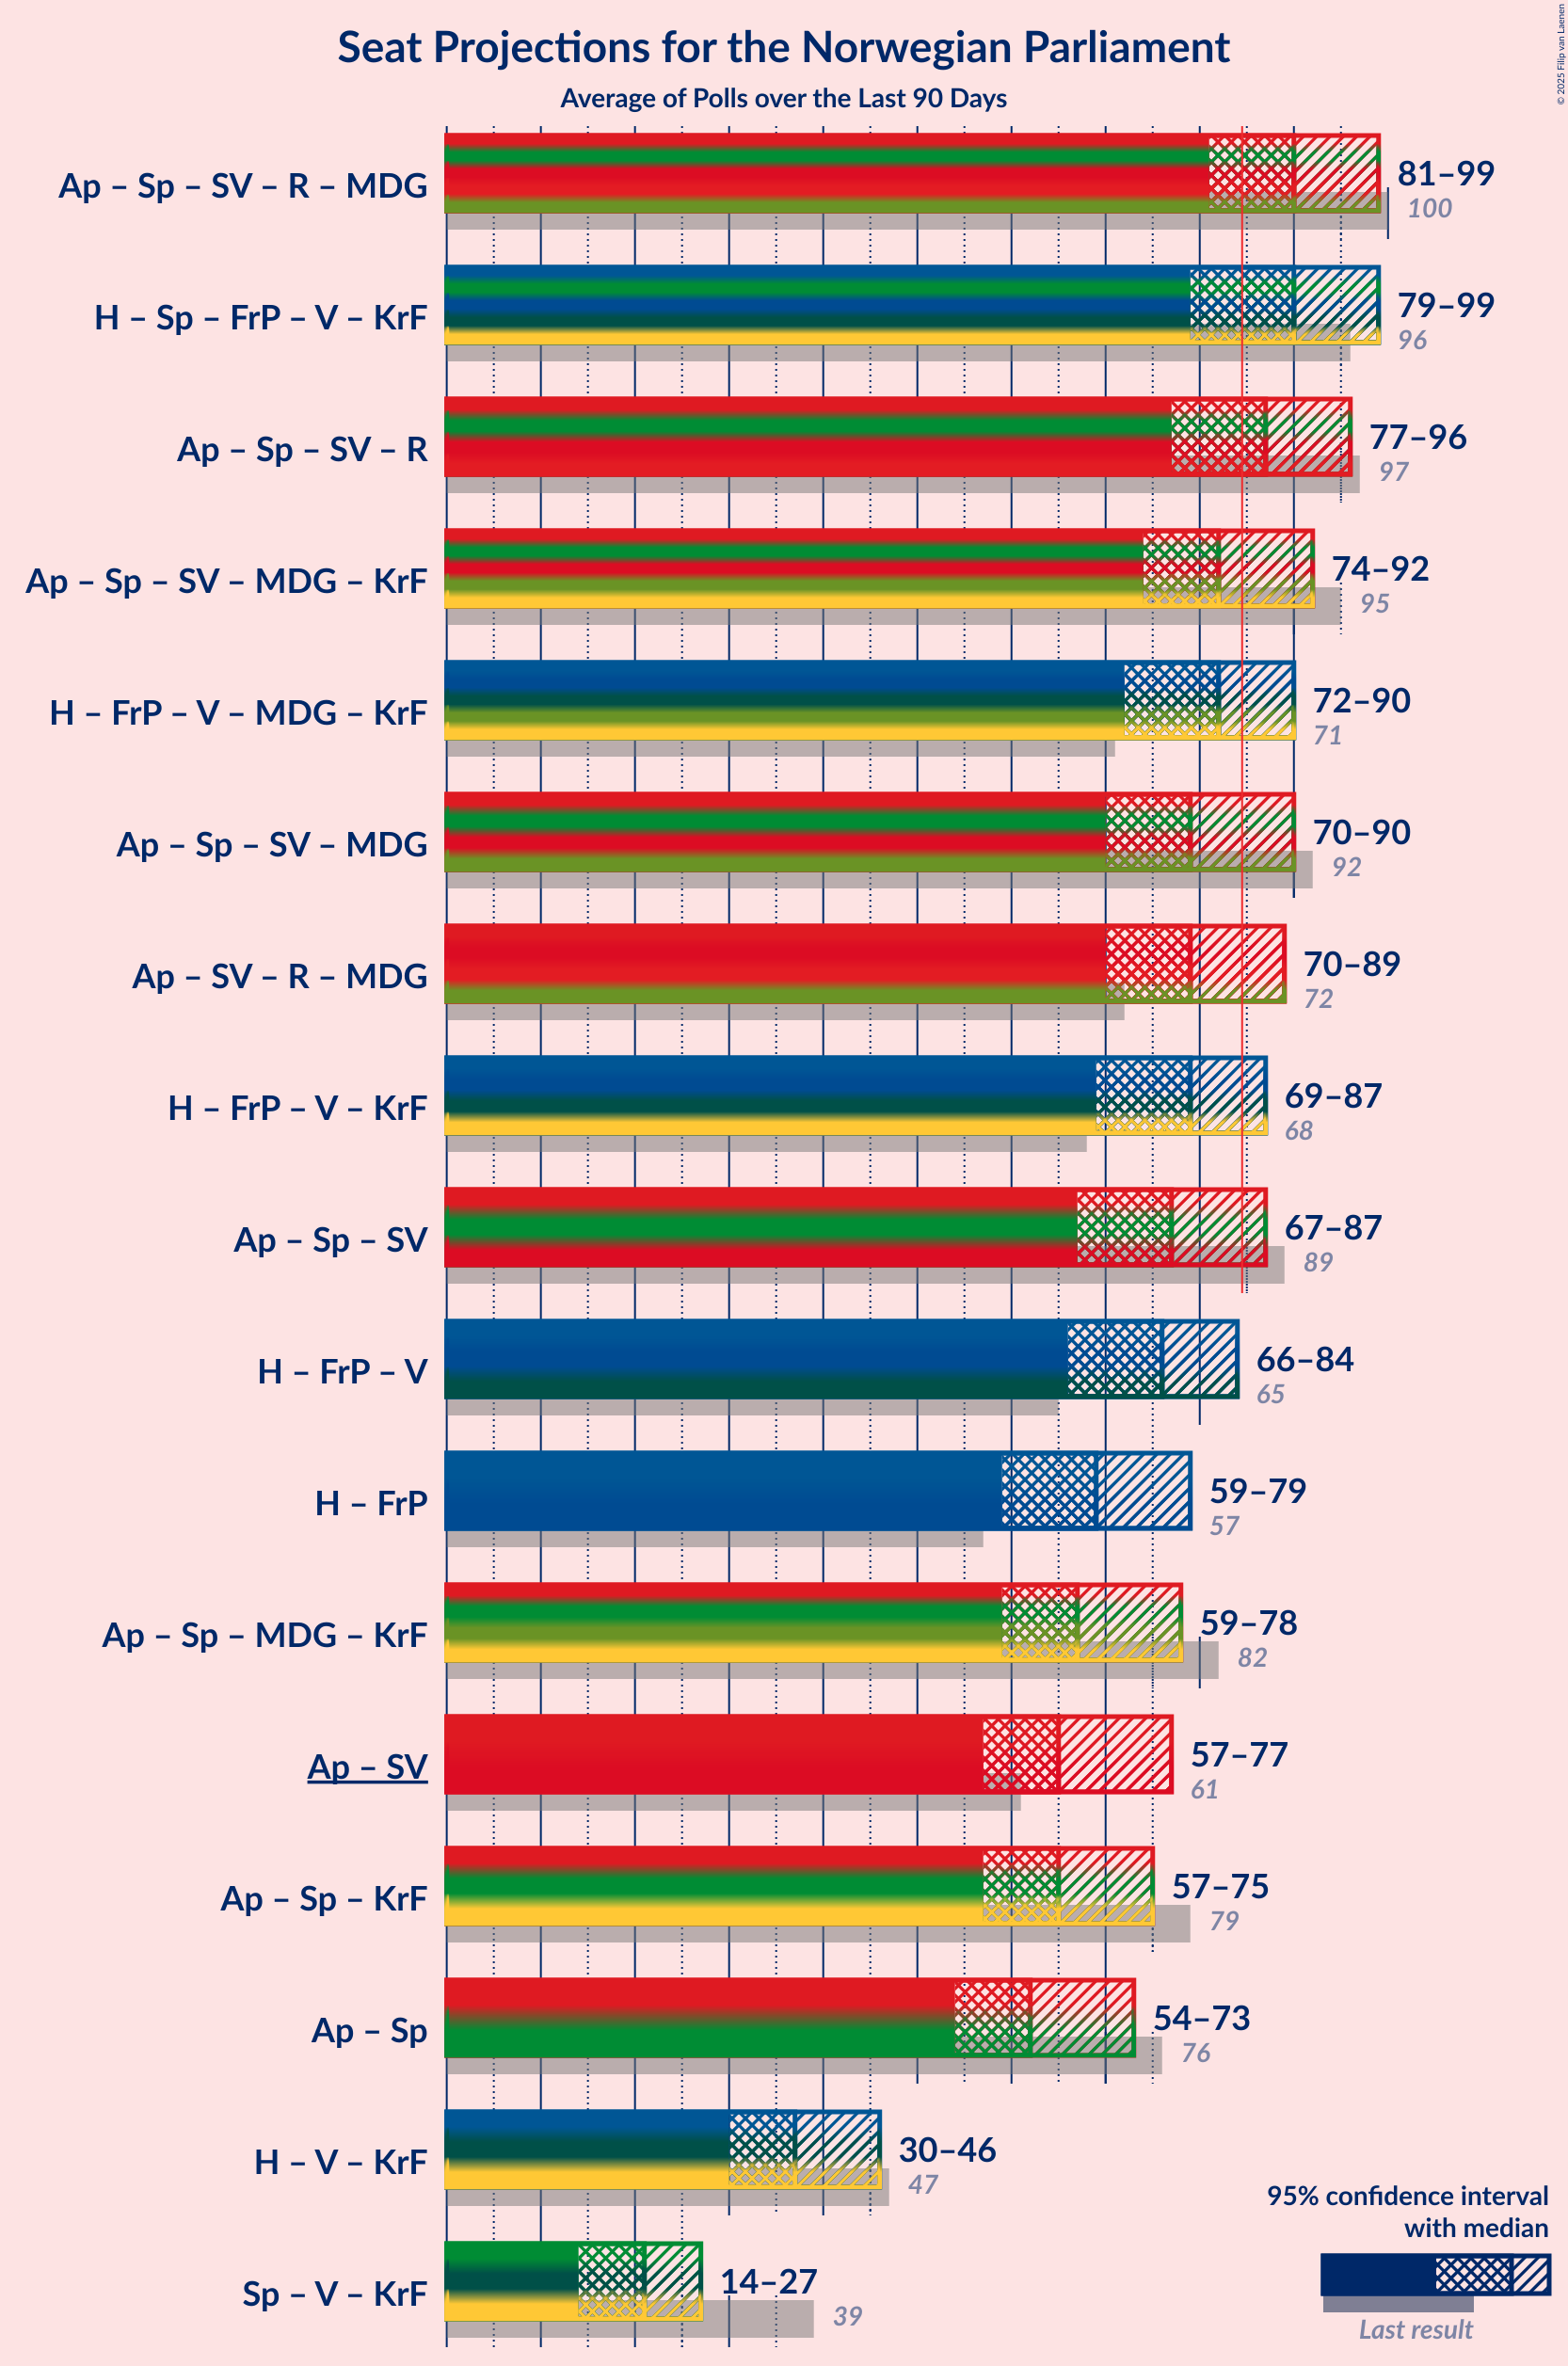 Seat Projections for the Norwegian Parliament
Average of Polls over the Last 90 Days
© 2025 Filip van Laenen
Ap – Sp – SV – R – MDG
81–99
100
H – Sp – FrP – V – KrF
79–99
96
Ap – Sp – SV – R
77–96
97
Ap – Sp – SV – MDG – KrF
74–92
95
H – FrP – V – MDG – KrF
72–90
71
Ap – Sp – SV – MDG
70–90
92
Ap – SV – R – MDG
70–89
72
H – FrP – V – KrF
69–87
68
Ap – Sp – SV
67–87
89
H – FrP – V
66–84
65
H – FrP
59–79
57
Ap – Sp – MDG – KrF
59–78
82
Ap – SV
57–77
61
Ap – Sp – KrF
57–75
79
Ap – Sp
54–73
76
H – V – KrF
30–46
47
Sp – V – KrF
14–27
39
95% confidence interval
with median
Last result